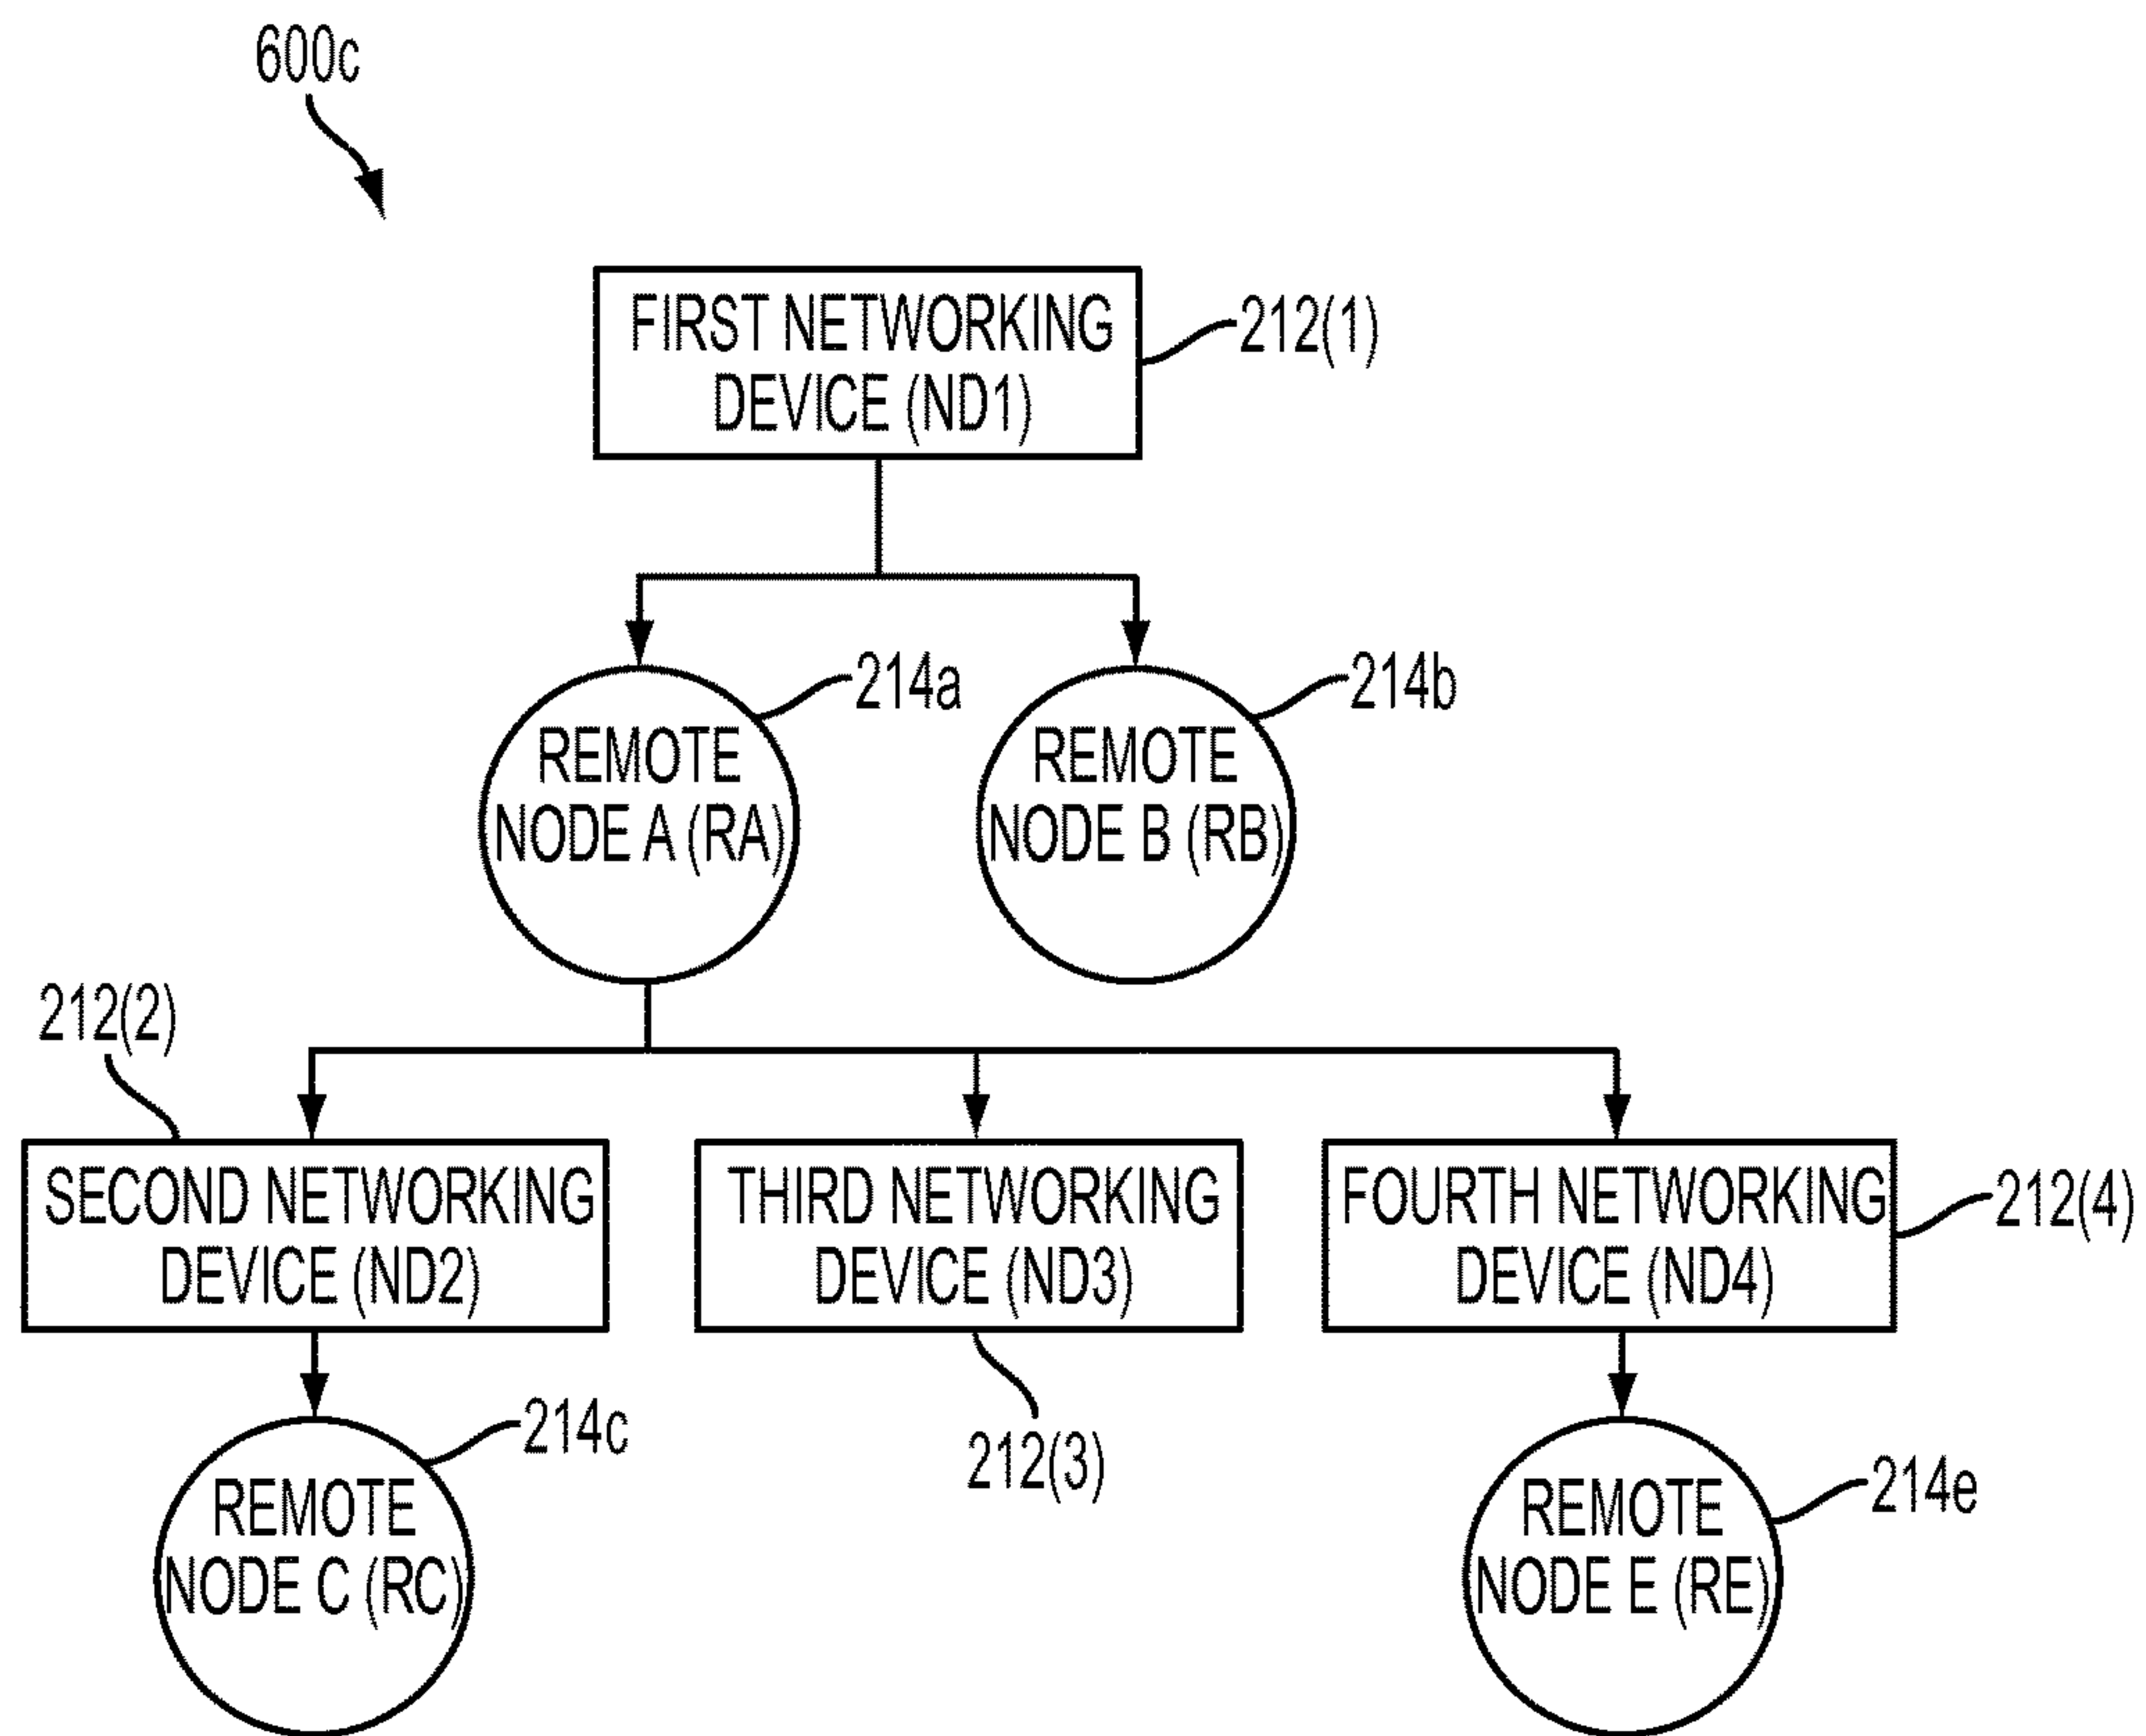 600c
FIRST NETWORKING
DEVICE (ND1)
212(1)
214a
214b
REMOTE
NODE A (RA)
REMOTE
NODE B (RB)
212(2)
SECOND NETWORKING
DEVICE (ND2)
THIRD NETWORKING
DEVICE (ND3)
FOURTH NETWORKING
DEVICE (ND4)
212(4)
214c
212(3)
REMOTE
NODE C (RC)
214e
REMOTE
NODE E (RE)